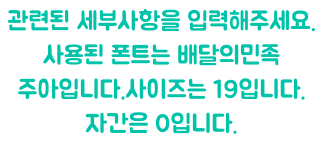 관련된 세부사항을 입력해주세요.
사용된 폰트는 배달의민족
주아입니다.사이즈는 19입니다.
자간은 0입니다.